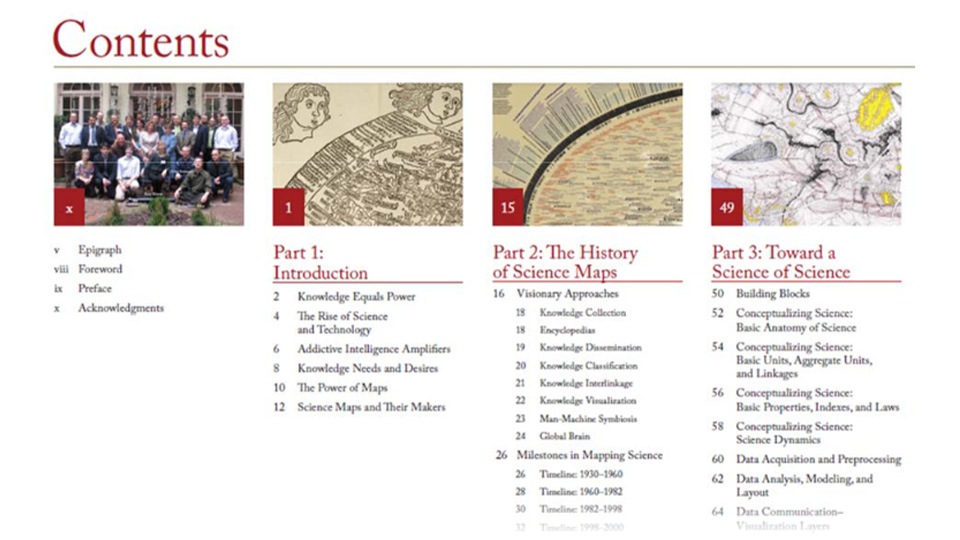 Contents
x
1
15
49
v Epigraph
viii Foreword
ix Preface
x Acknowledgments
Part 1:
Introduction
2 Knowledge Equals Power
4 The Rise of Science
and Technology
6 Addictive Intelligence Amplifiers
8 Knowledge Needs and Desires
10 The Power of Maps
12 Science Maps and Their Makers
Part 2: The History
of Science Maps
16 Visionary Approaches
18 Knowledge Collection
18 Encyclopedias
19 Knowledge Dissemination
20 Knowledge Classification
21 Knowledge Interlinkage
22 Knowledge Visualization
23 Man-Machine Symbiosis
24 Global Brain
26 Milestones in Mapping Science
26 Timeline: 1930–1960
28 Timeline: 1960–1982
30 Timeline: 1982–1998
32 Timeline: 1998–2000
Part 3: Toward a
Science of Science
50 Building Blocks
52 Conceptualizing Science:
Basic Anatomy of Science
54 Conceptualizing Science:
Basic Units, Aggregate Units,
and Linkages
56 Conceptualizing Science:
Basic Properties, Indexes, and Laws
58 Conceptualizing Science:
Science Dynamics
60 Data Acquisition and Preprocessing
62 Data Analysis, Modeling, and
Layout
64 Data Communication–
Visualization Layers